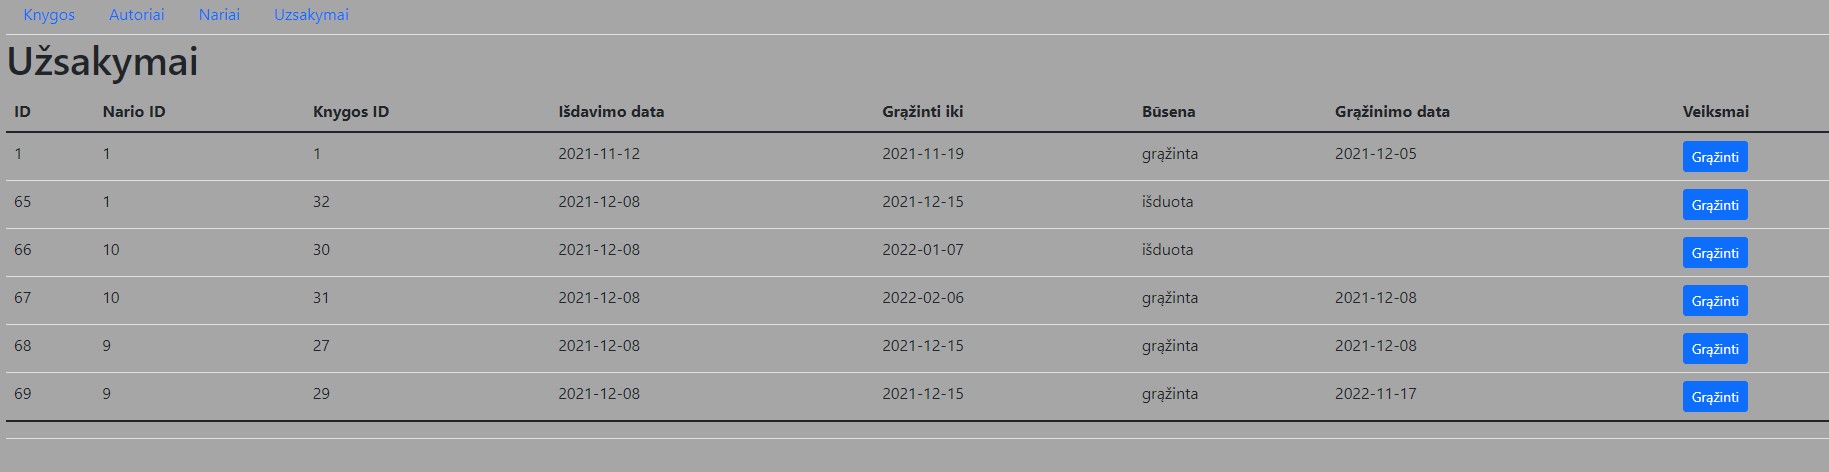 Knygos Autoriai Nariai Uzsakymai
Užsakymai
ID Nario ID Knygos ID Išdavimo data Grąžinti iki Būsena Grąžinimo data Veiksmai
1 1 1 2021-11-12 2021-11-19 grąžinta 2021-12-05 Grąžinti
65 1 32 2021-12-08 2021-12-15 išduota Grąžinti
66 10 30 2021-12-08 2022-01-07 išduota Grąžinti
67 10 31 2021-12-08 2022-02-06 grąžinta 2021-12-08 Grąžinti
68 9 27 2021-12-08 2021-12-15 grąžinta 2021-12-08 Grąžinti
69 9 29 2021-12-08 2021-12-15 grąžinta 2022-11-17 Grąžinti